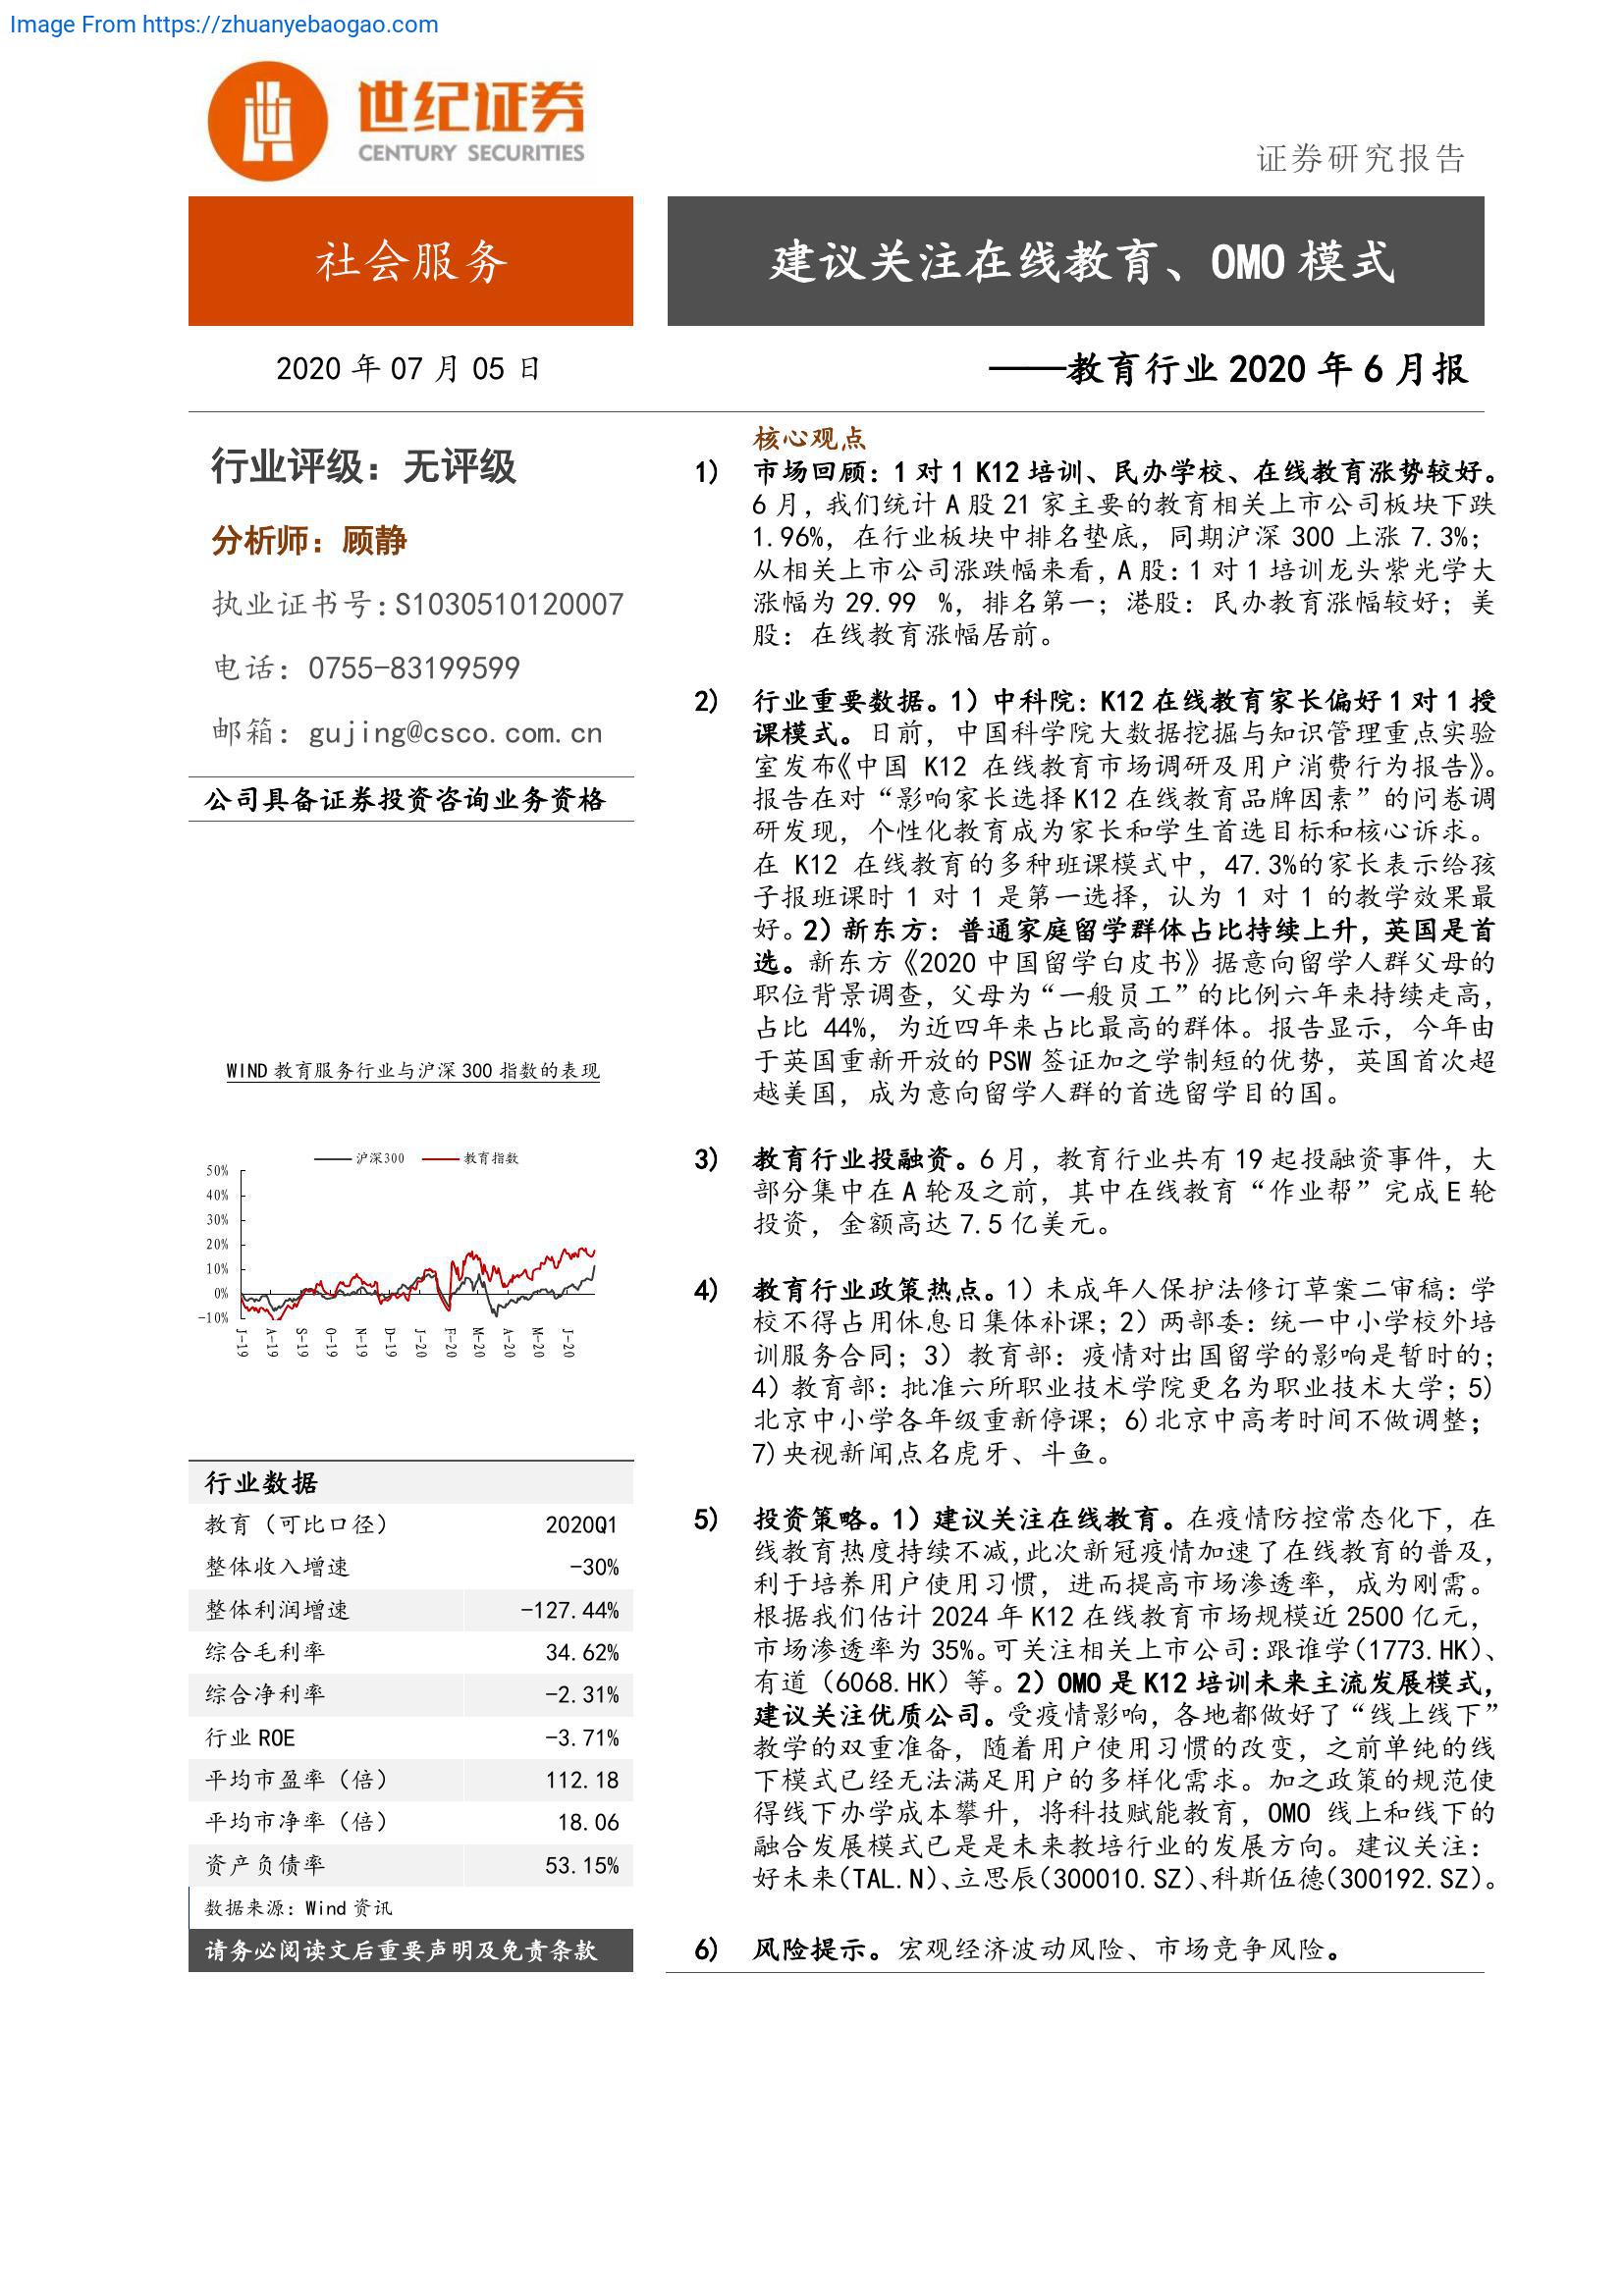 Image From https://zhuanyebaogao.com
世纪证券
CENTURY SECURITIES
证券研究报告
社会服务
建议关注在线教育、OMO 模式
2020 年 07 月 05 日
——教育行业 2020 年 6 月报
行业评级：无评级
分析师：顾静
执业证书号：S1030510120007
电话：0755-83199599
邮箱：gujing@csco.com.cn
公司具备证券投资咨询业务资格
WIND 教育服务行业与沪深 300 指数的表现
沪深300 教育指数
50%
40%
30%
20%
10%
0%
-10%
J-19 A-19 S-19 O-19 N-19 D-19 J-20 F-20 M-20 A-20 M-20 J-20
行业数据
教育（可比口径） 2020Q1
整体收入增速 -30%
整体利润增速 -127.44%
综合毛利率 34.62%
综合净利率 -2.31%
行业 ROE -3.71%
平均市盈率（倍） 112.18
平均市净率（倍） 18.06
资产负债率 53.15%
数据来源：Wind 资讯
请务必阅读文后重要声明及免责条款
核心观点
1) 市场回顾：1 对 1 K12 培训、民办学校、在线教育涨势较好。
6 月，我们统计 A 股 21 家主要的教育相关上市公司板块下跌
1.96%，在行业板块中排名垫底，同期沪深 300 上涨 7.3%；
从相关上市公司涨跌幅来看，A 股：1 对 1 培训龙头紫光学大
涨幅为 29.99 %，排名第一；港股：民办教育涨幅较好；美
股：在线教育涨幅居前。
2) 行业重要数据。1）中科院：K12 在线教育家长偏好 1 对 1 授
课模式。日前，中国科学院大数据挖掘与知识管理重点实验
室发布《中国 K12 在线教育市场调研及用户消费行为报告》。
报告在对“影响家长选择 K12 在线教育品牌因素”的问卷调
研发现，个性化教育成为家长和学生首选目标和核心诉求。
在 K12 在线教育的多种班课模式中，47.3%的家长表示给孩
子报班课时 1 对 1 是第一选择，认为 1 对 1 的教学效果最
好。2）新东方：普通家庭留学群体占比持续上升，英国是首
选。新东方《2020 中国留学白皮书》据意向留学人群父母的
职位背景调查，父母为“一般员工”的比例六年来持续走高，
占比 44%，为近四年来占比最高的群体。报告显示，今年由
于英国重新开放的 PSW 签证加之学制短的优势，英国首次超
越美国，成为意向留学人群的首选留学目的国。
3) 教育行业投融资。6 月，教育行业共有 19 起投融资事件，大
部分集中在 A 轮及之前，其中在线教育“作业帮”完成 E 轮
投资，金额高达 7.5 亿美元。
4) 教育行业政策热点。1）未成年人保护法修订草案二审稿：学
校不得占用休息日集体补课；2）两部委：统一中小学校外培
训服务合同；3）教育部：疫情对出国留学的影响是暂时的；
4）教育部：批准六所职业技术学院更名为职业技术大学；5）
北京中小学各年级重新停课；6)北京中高考时间不做调整；
7)央视新闻点名虎牙、斗鱼。
5) 投资策略。1）建议关注在线教育。在疫情防控常态化下，在
线教育热度持续不减，此次新冠疫情加速了在线教育的普及，
利于培养用户使用习惯，进而提高市场渗透率，成为刚需。
根据我们估计 2024 年 K12 在线教育市场规模近 2500 亿元，
市场渗透率为 35%。可关注相关上市公司：跟谁学（1773.HK）、
有道（6068.HK）等。2）OMO 是 K12 培训未来主流发展模式，
建议关注优质公司。受疫情影响，各地都做好了“线上线下”
教学的双重准备，随着用户使用习惯的改变，之前单纯的线
下模式已经无法满足用户的多样化需求。加之政策的规范使
得线下办学成本攀升，将科技赋能教育，OMO 线上和线下的
融合发展模式已是是未来教培行业的发展方向。建议关注：
好未来（TAL.N）、立思辰（300010.SZ）、科斯伍德（300192.SZ）。
6) 风险提示。宏观经济波动风险、市场竞争风险。